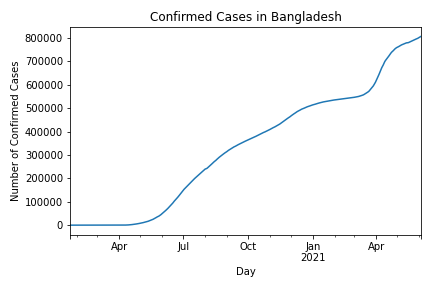 Confirmed Cases in Bangladesh
800000
700000
600000
500000
400000
300000
200000
100000
0
Number of Confirmed Cases
Apr Jul Oct Jan Apr
2021
Day